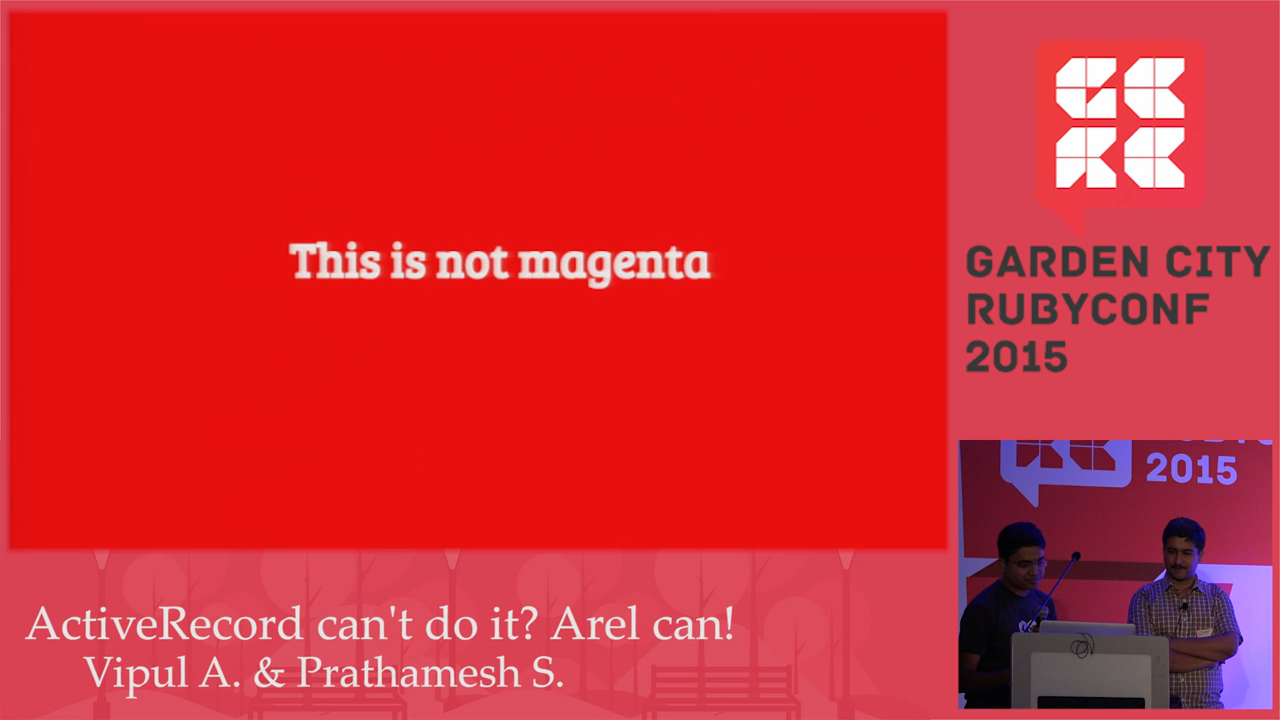 This is not magenta
GARDEN CITY
RUBYCONF
2015
2015
ActiveRecord can't do it? Arel can!
Vipul A. & Prathamesh S.